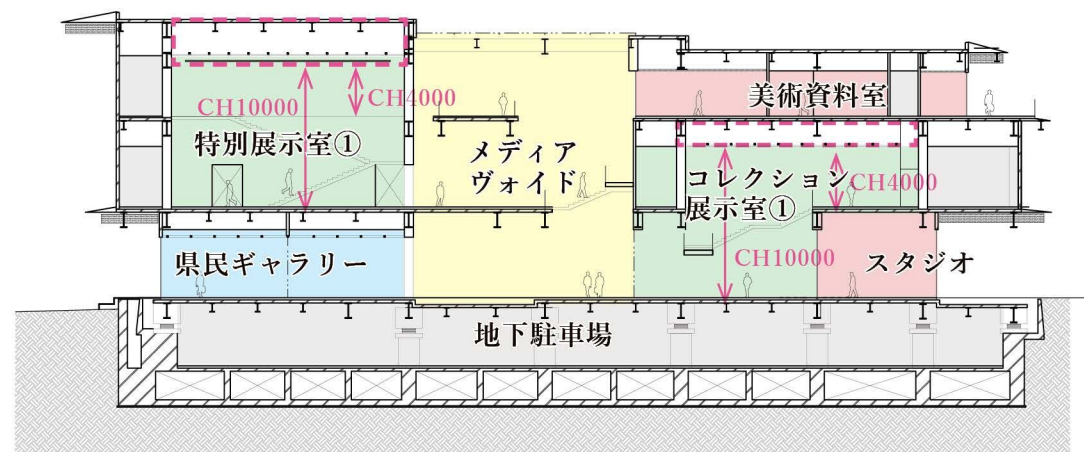 CH10000
CH4000
特別展示室①
メディア
ヴォイド
美術資料室
コレクション
展示室①
CH4000
CH10000
県民ギャラリー
スタジオ
地下駐車場